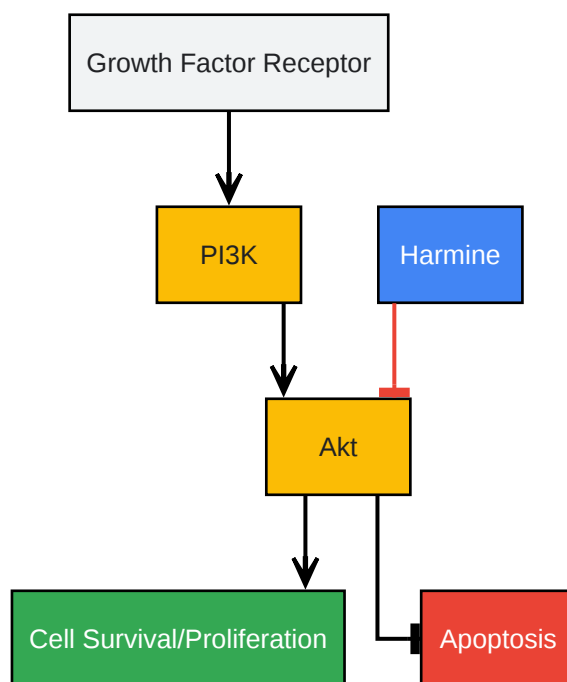 Growth Factor Receptor
PI3K
Harmine
Akt
Cell Survival/Proliferation
Apoptosis